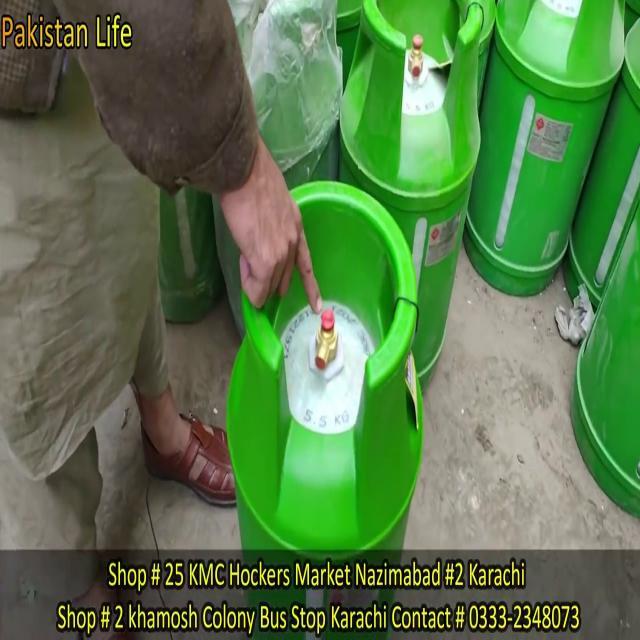 Pakistan Life
5.5 KG
5.5 KG
Shop # 25 KMC Hockers Market Nazimabad #2 Karachi
Shop # 2 khamosh Colony Bus Stop Karachi Contact # 0333-2348073